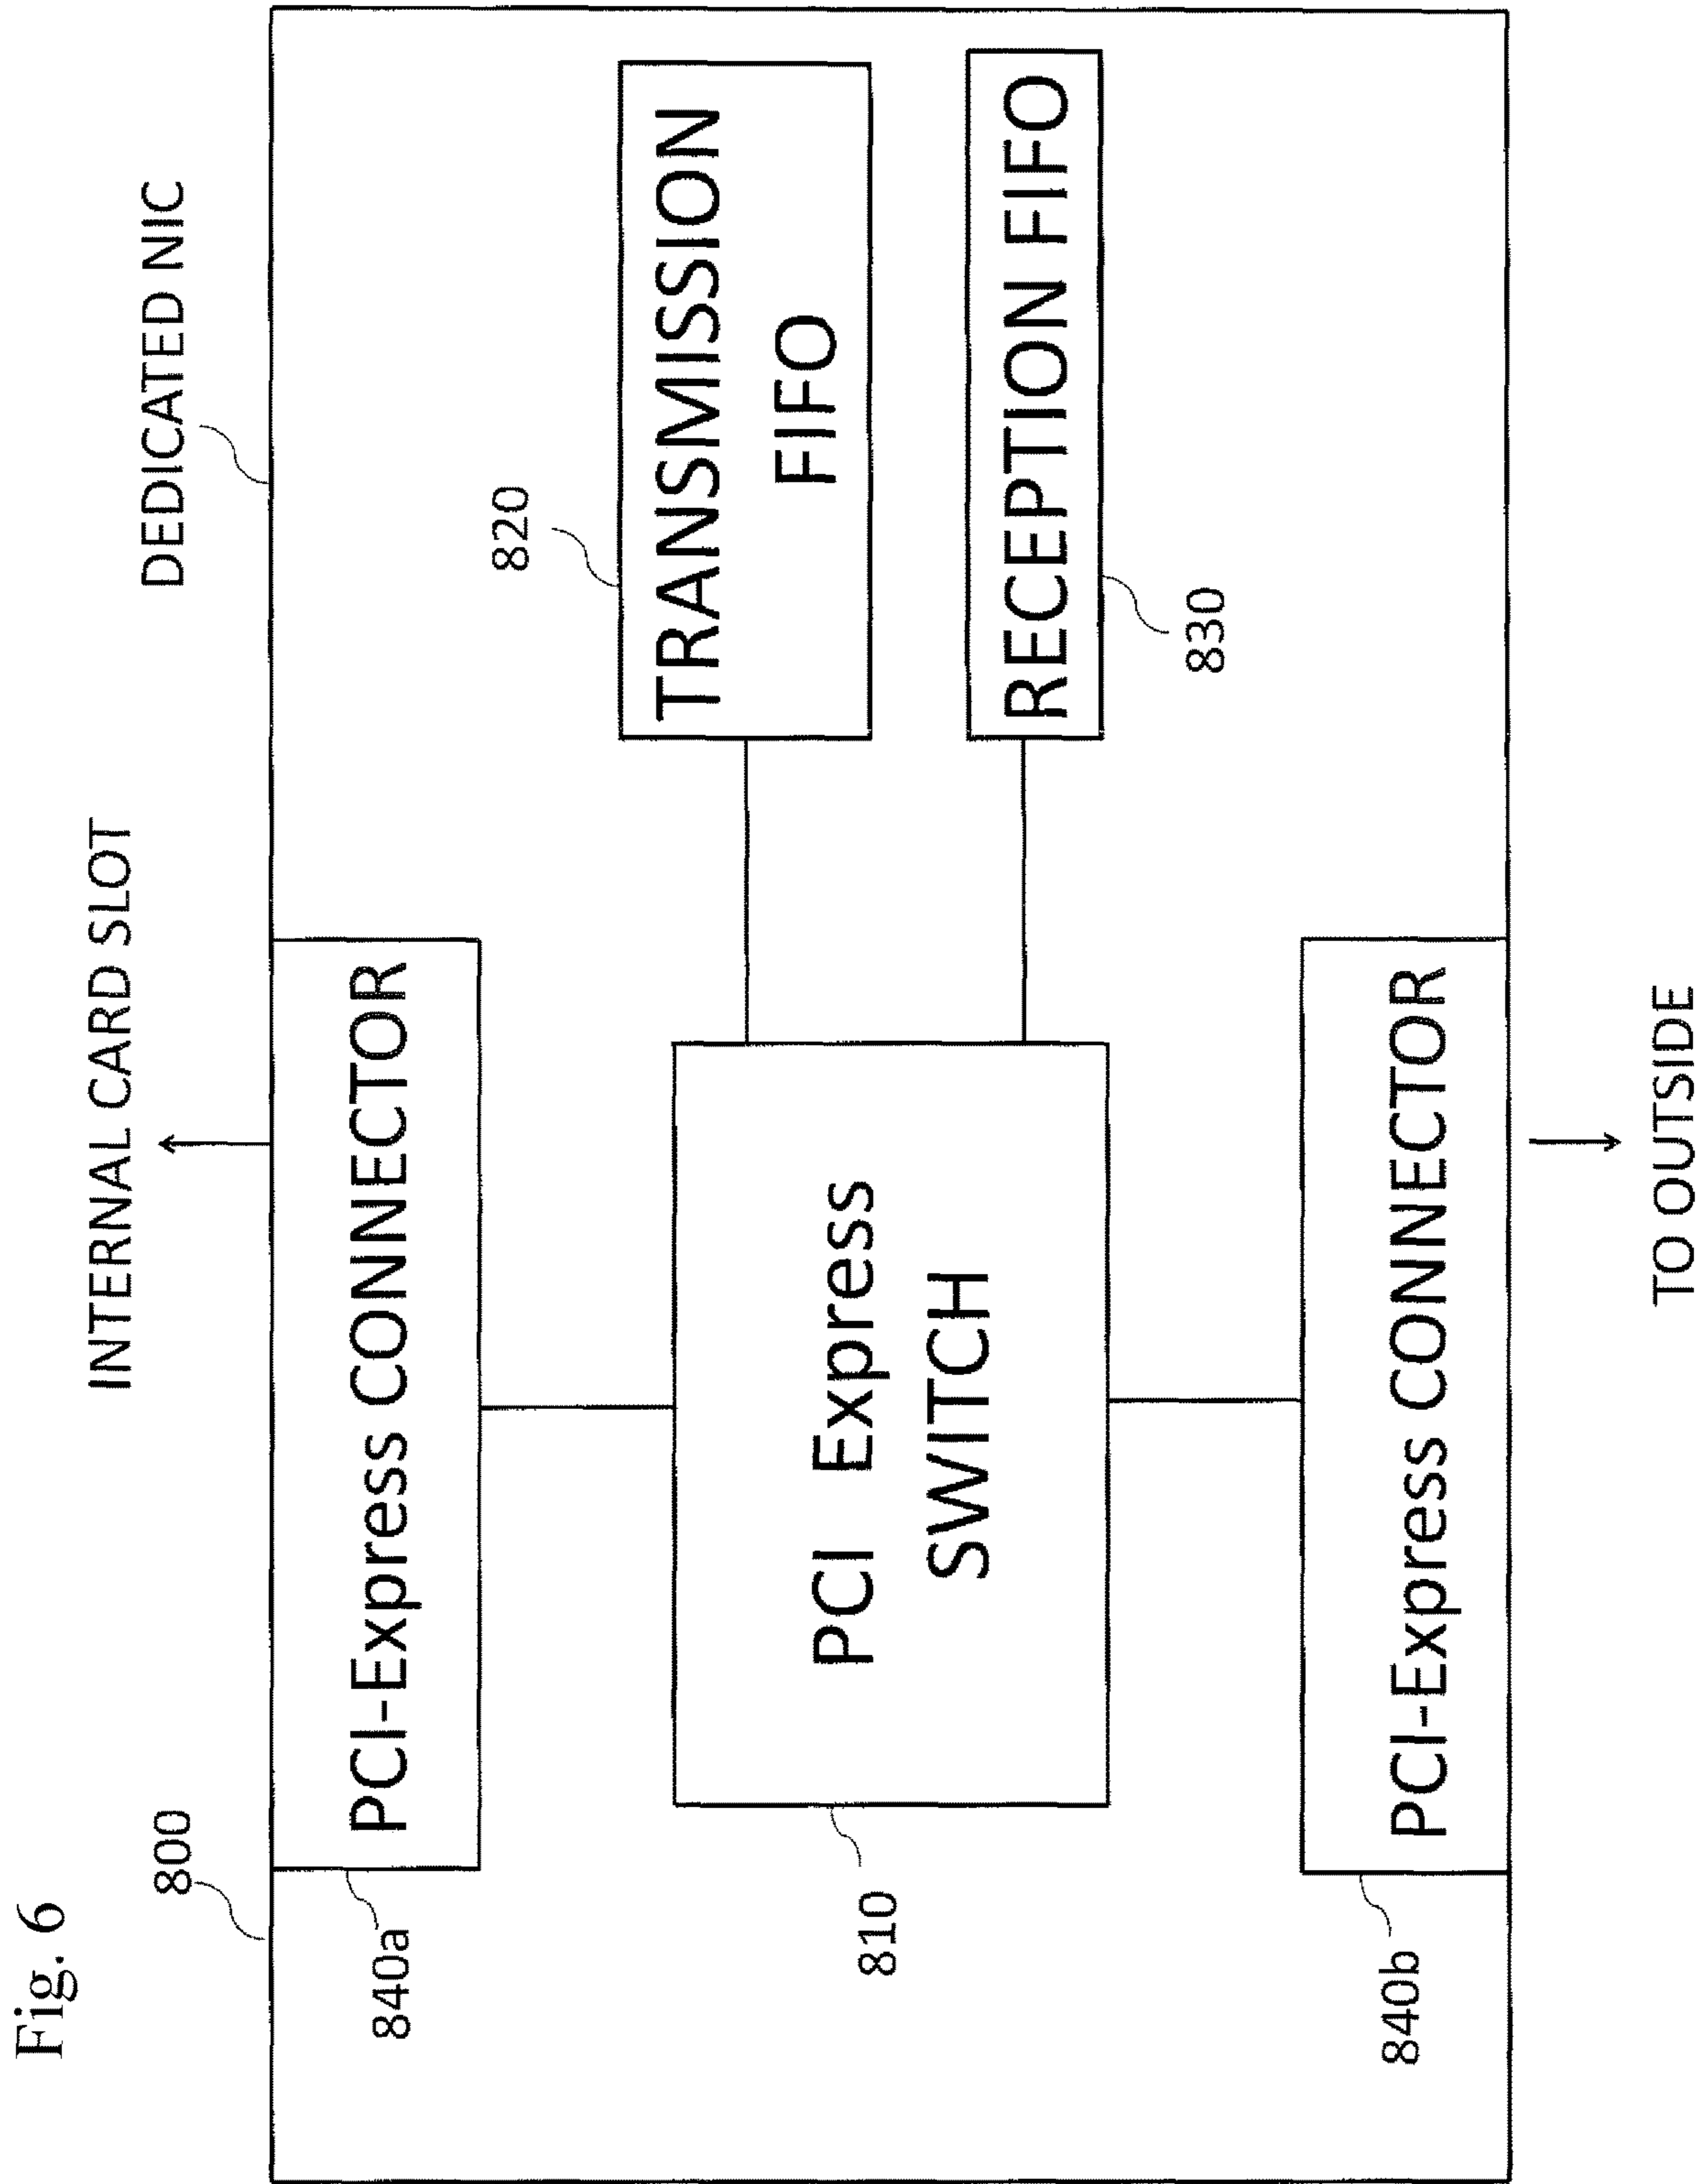 Fig. 6
800
INTERNAL CARD SLOT
DEDICATED NIC
840a
PCI-Express CONNECTOR
820
TRANSMISSION
FIFO
810
PCI Express
SWITCH
RECEPTION FIFO
830
840b
PCI-Express CONNECTOR
TO OUTSIDE